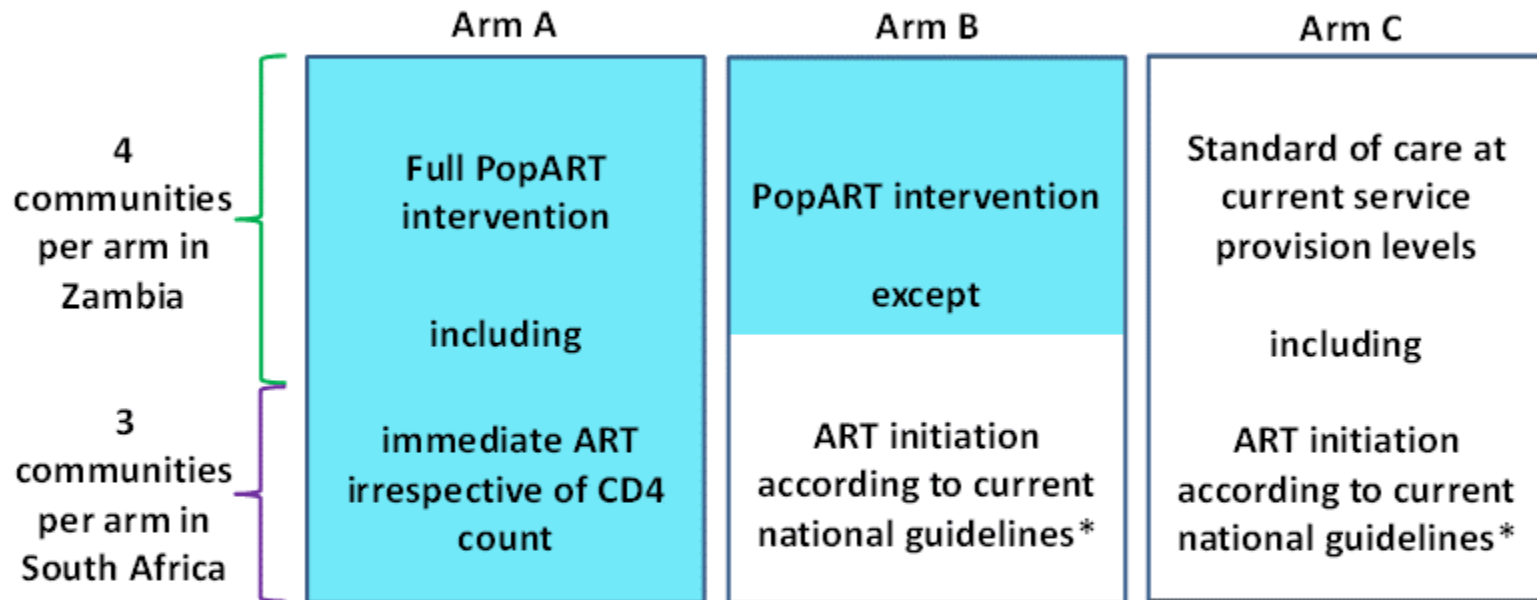 Arm A
Arm B
Arm C
4
communities
per arm in
Zambia
3
communities
per arm in
South Africa
Full PopART
intervention
including
immediate ART
irrespective of CD4
count
PopART intervention
except
ART initiation
according to current
national guidelines*
Standard of care at
current service
provision levels
including
ART initiation
according to current
national guidelines*